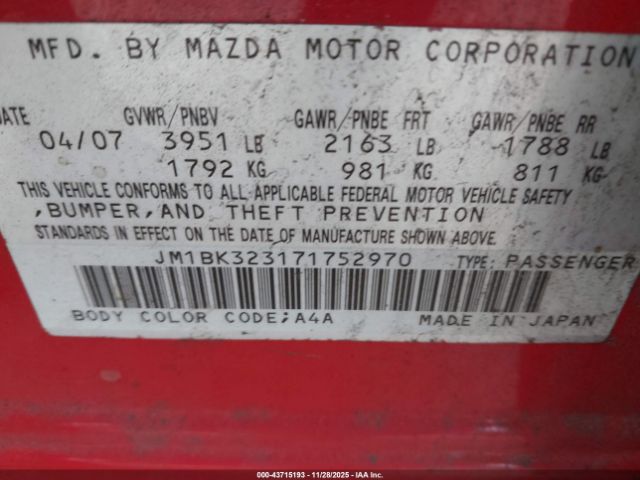 MFD. BY MAZDA MOTOR CORPORATION
DATE GVWR/PNBV GAWR/PNBE FRT GAWR/PNBE RR
04/07 3951 LB 2163 LB 1788 LB
1792 KG 981 KG 811 KG
THIS VEHICLE CONFORMS TO ALL APPLICABLE FEDERAL MOTOR VEHICLE SAFETY
,BUMPER,AND THEFT PREVENTION
STANDARDS IN EFFECT ON THE DATE OF MANUFACTURE SHOWN ABOVE.
JM1BK323171752970 TYPE: PASSENGER
BODY COLOR CODE;A4A MADE IN JAPAN
000-43715193 - 11/28/2025 - IAAI.COM